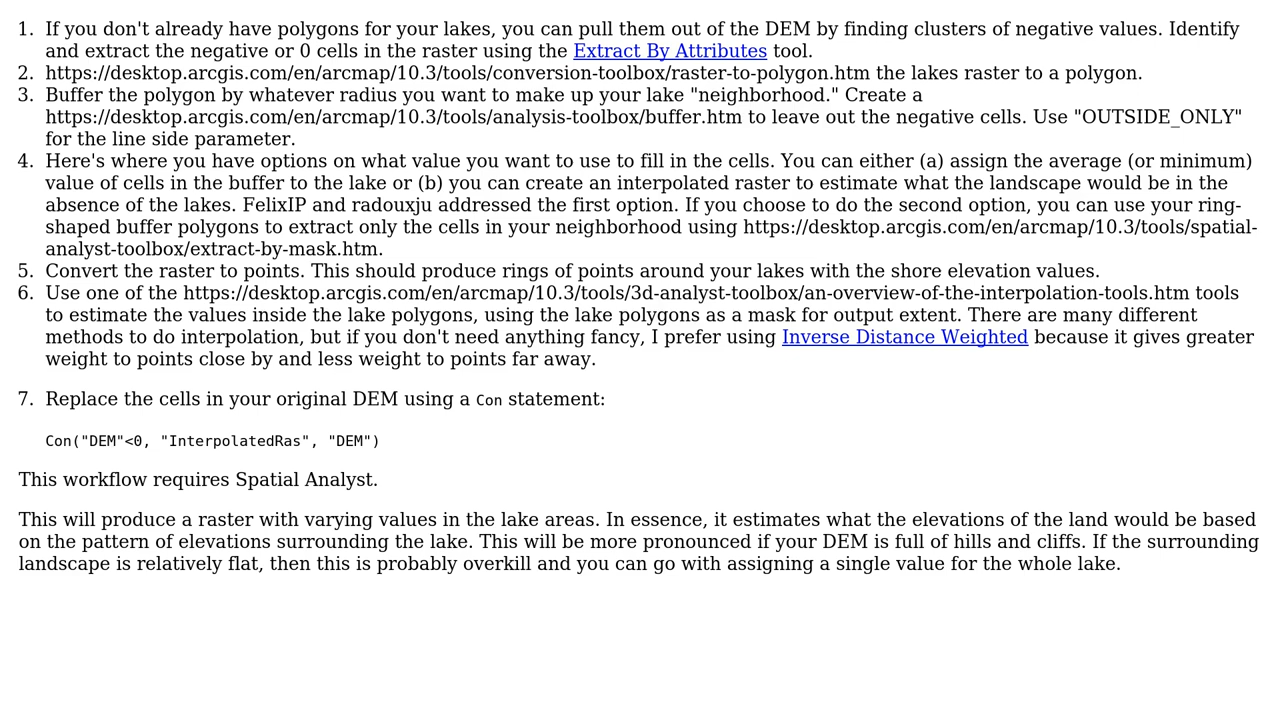 1. If you don't already have polygons for your lakes, you can pull them out of the DEM by finding clusters of negative values. Identify
and extract the negative or 0 cells in the raster using the Extract By Attributes tool.
2. https://desktop.arcgis.com/en/arcmap/10.3/tools/conversion-toolbox/raster-to-polygon.htm the lakes raster to a polygon.
3. Buffer the polygon by whatever radius you want to make up your lake "neighborhood." Create a
https://desktop.arcgis.com/en/arcmap/10.3/tools/analysis-toolbox/buffer.htm to leave out the negative cells. Use "OUTSIDE_ONLY"
for the line side parameter.
4. Here's where you have options on what value you want to use to fill in the cells. You can either (a) assign the average (or minimum)
value of cells in the buffer to the lake or (b) you can create an interpolated raster to estimate what the landscape would be in the
absence of the lakes. FelixIP and radouxju addressed the first option. If you choose to do the second option, you can use your ring-
shaped buffer polygons to extract only the cells in your neighborhood using https://desktop.arcgis.com/en/arcmap/10.3/tools/spatial-
analyst-toolbox/extract-by-mask.htm.
5. Convert the raster to points. This should produce rings of points around your lakes with the shore elevation values.
6. Use one of the https://desktop.arcgis.com/en/arcmap/10.3/tools/3d-analyst-toolbox/an-overview-of-the-interpolation-tools.htm tools
to estimate the values inside the lake polygons, using the lake polygons as a mask for output extent. There are many different
methods to do interpolation, but if you don't need anything fancy, I prefer using Inverse Distance Weighted because it gives greater
weight to points close by and less weight to points far away.
7. Replace the cells in your original DEM using a Con statement:
Con("DEM"<0, "InterpolatedRas", "DEM")
This workflow requires Spatial Analyst.
This will produce a raster with varying values in the lake areas. In essence, it estimates what the elevations of the land would be based
on the pattern of elevations surrounding the lake. This will be more pronounced if your DEM is full of hills and cliffs. If the surrounding
landscape is relatively flat, then this is probably overkill and you can go with assigning a single value for the whole lake.